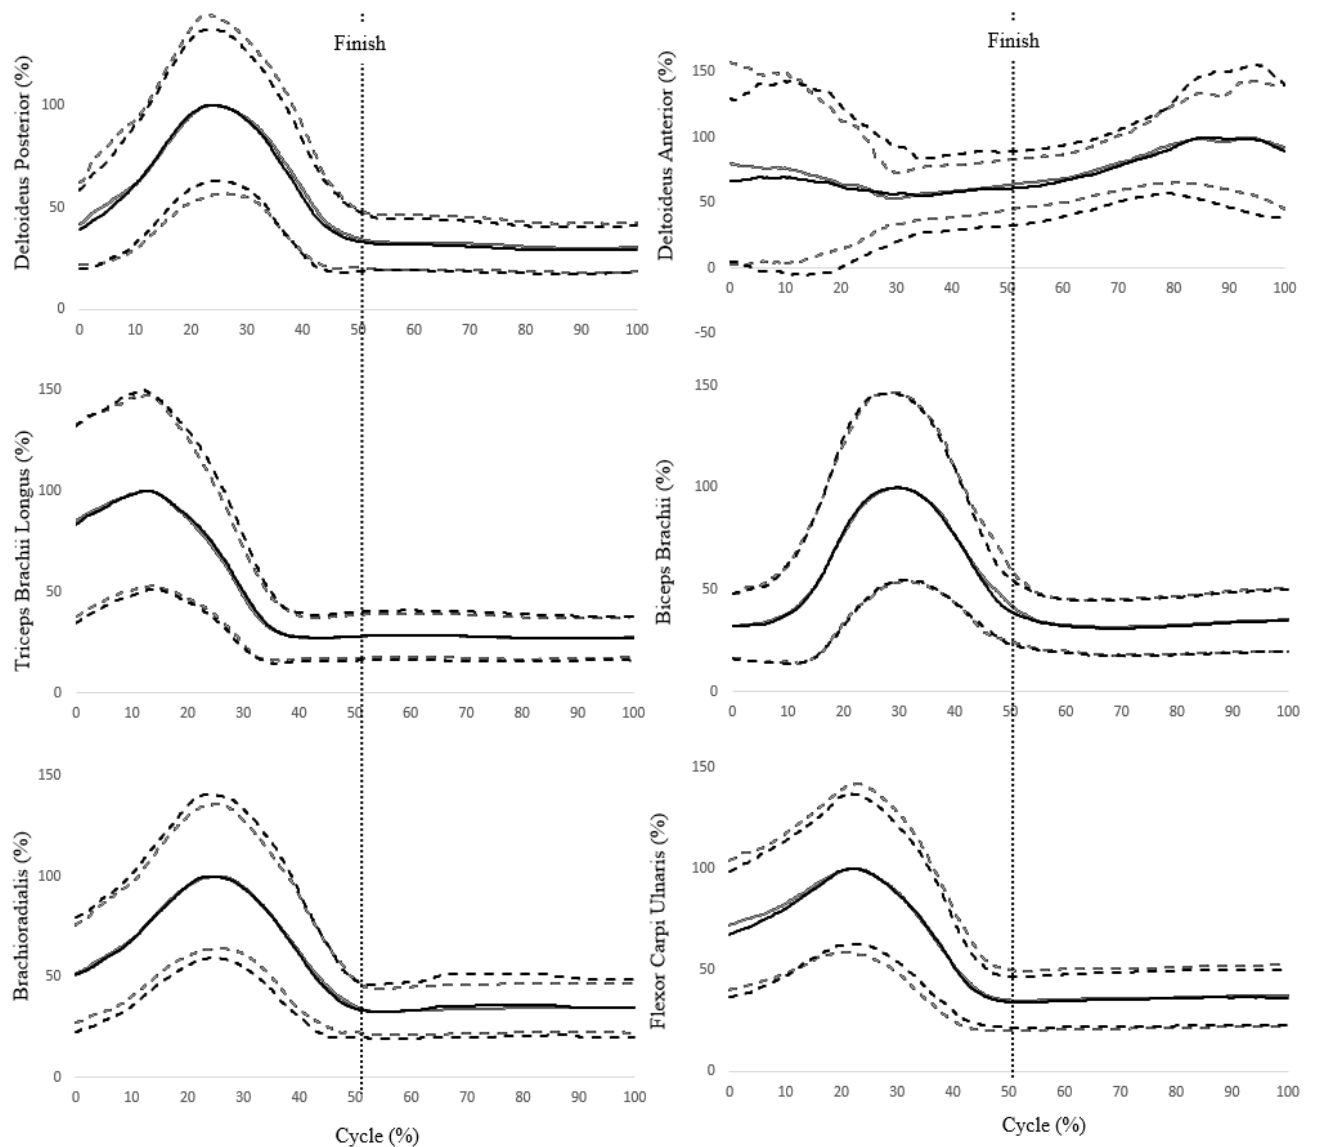 Finish
Deltoideus Posterior (%)
100
50
0
0 10 20 30 40 50 60 70 80 90 100
Finish
Deltoideus Anterior (%)
150
100
50
0
-50
0 10 20 30 40 50 60 70 80 90 100
Triceps Brachii Longus (%)
150
100
50
0
0 10 20 30 40 50 60 70 80 90 100
Biceps Brachii (%)
150
100
50
0
0 10 20 30 40 50 60 70 80 90 100
Brachioradialis (%)
150
100
50
0
0 10 20 30 40 50 60 70 80 90 100
Cycle (%)
Flexor Carpi Ulnaris (%)
150
100
50
0
0 10 20 30 40 50 60 70 80 90 100
Cycle (%)